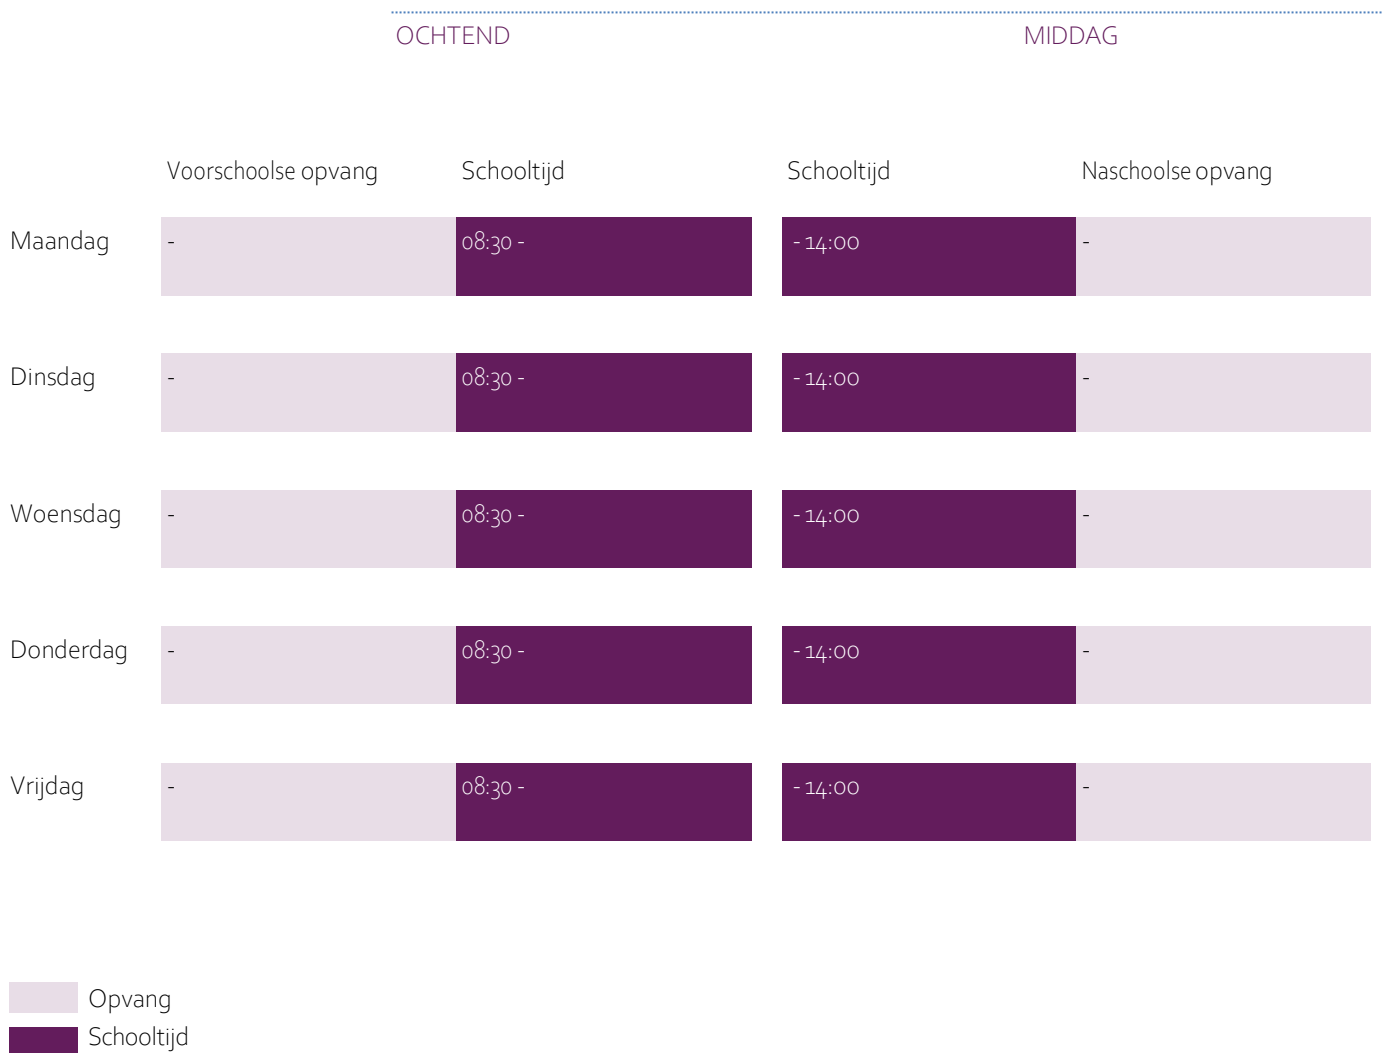 OCHTEND MIDDAG
Voorschoolse opvang Schooltijd Schooltijd Naschoolse opvang
Maandag - 08:30 - - 14:00 -
Dinsdag - 08:30 - - 14:00 -
Woensdag - 08:30 - - 14:00 -
Donderdag - 08:30 - - 14:00 -
Vrijdag - 08:30 - - 14:00 -
Opvang
Schooltijd